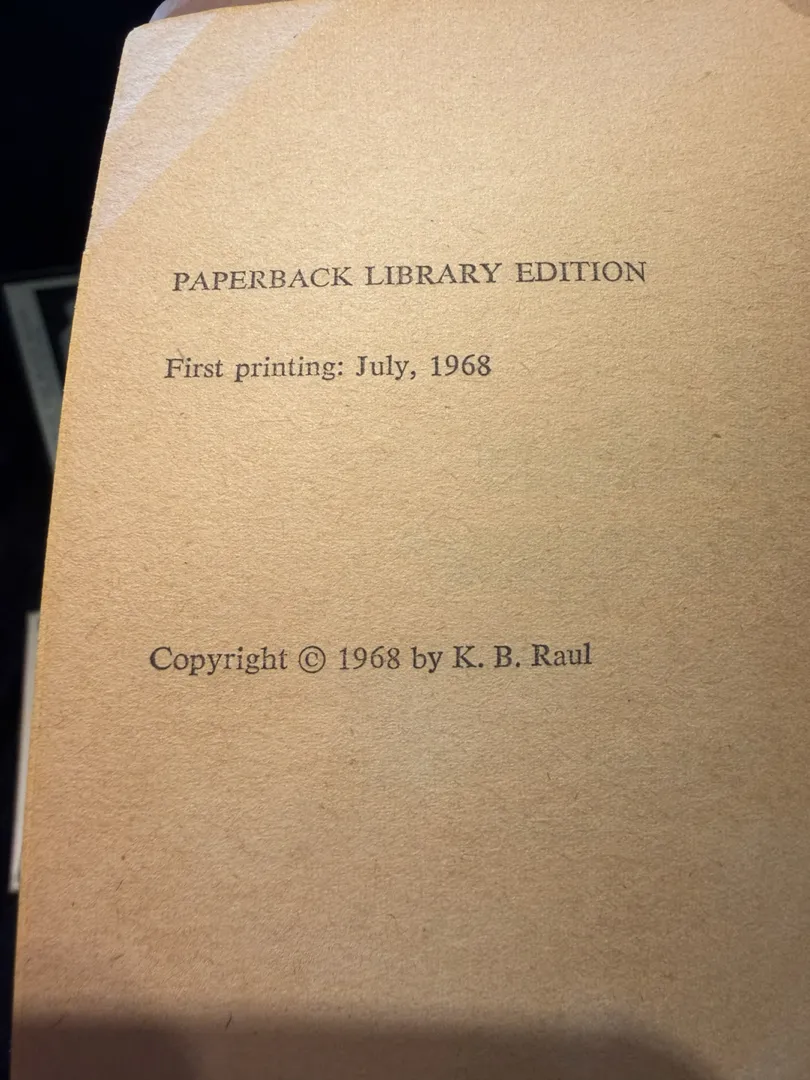 PAPERBACK LIBRARY EDITION
First printing: July, 1968
Copyright © 1968 by K. B. Raul